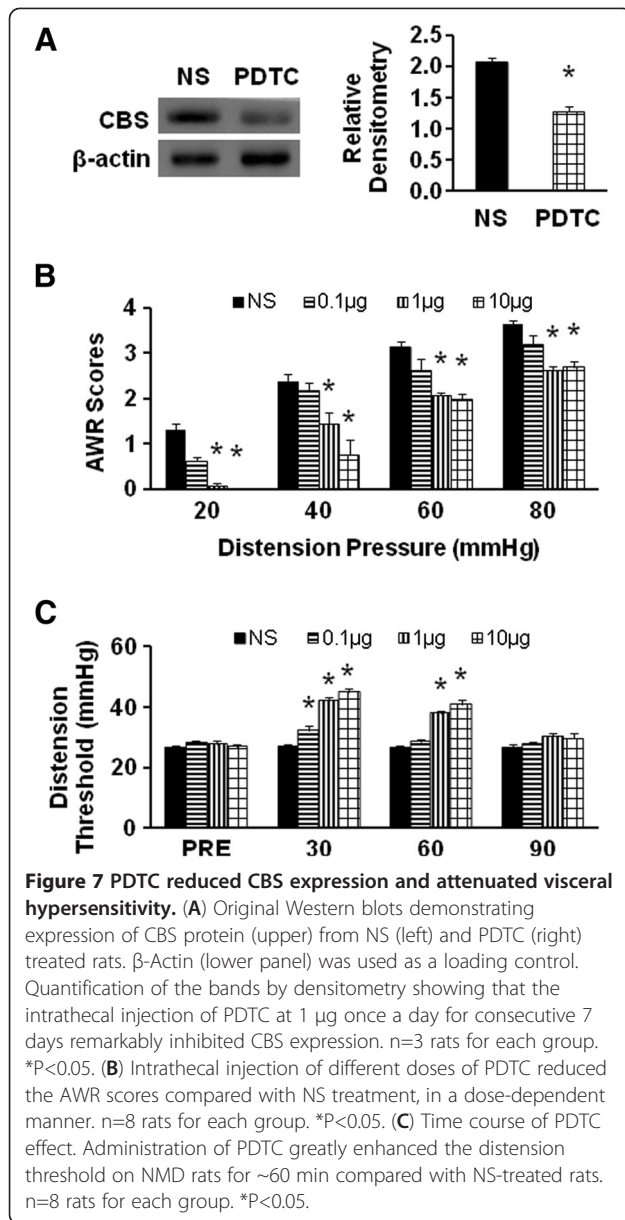 A
NS PDTC
CBS
β-actin
Relative
Densitometry
2.5
2.0
1.5
1.0
0.5
0.0
*
NS PDTC
B
NS 0.1µg 1µg 10µg
AWR Scores
4
3
2
1
0
* * * * * * * *
20 40 60 80
Distension Pressure (mmHg)
C
NS 0.1µg 1µg 10µg
Distension
Threshold (mmHg)
60
40
20
0
* * * * *
PRE 30 60 90
Figure 7 PDTC reduced CBS expression and attenuated visceral
hypersensitivity. (A) Original Western blots demonstrating
expression of CBS protein (upper) from NS (left) and PDTC (right)
treated rats. β-Actin (lower panel) was used as a loading control.
Quantification of the bands by densitometry showing that the
intrathecal injection of PDTC at 1 µg once a day for consecutive 7
days remarkably inhibited CBS expression. n=3 rats for each group.
*P<0.05. (B) Intrathecal injection of different doses of PDTC reduced
the AWR scores compared with NS treatment, in a dose-dependent
manner. n=8 rats for each group. *P<0.05. (C) Time course of PDTC
effect. Administration of PDTC greatly enhanced the distension
threshold on NMD rats for ~60 min compared with NS-treated rats.
n=8 rats for each group. *P<0.05.